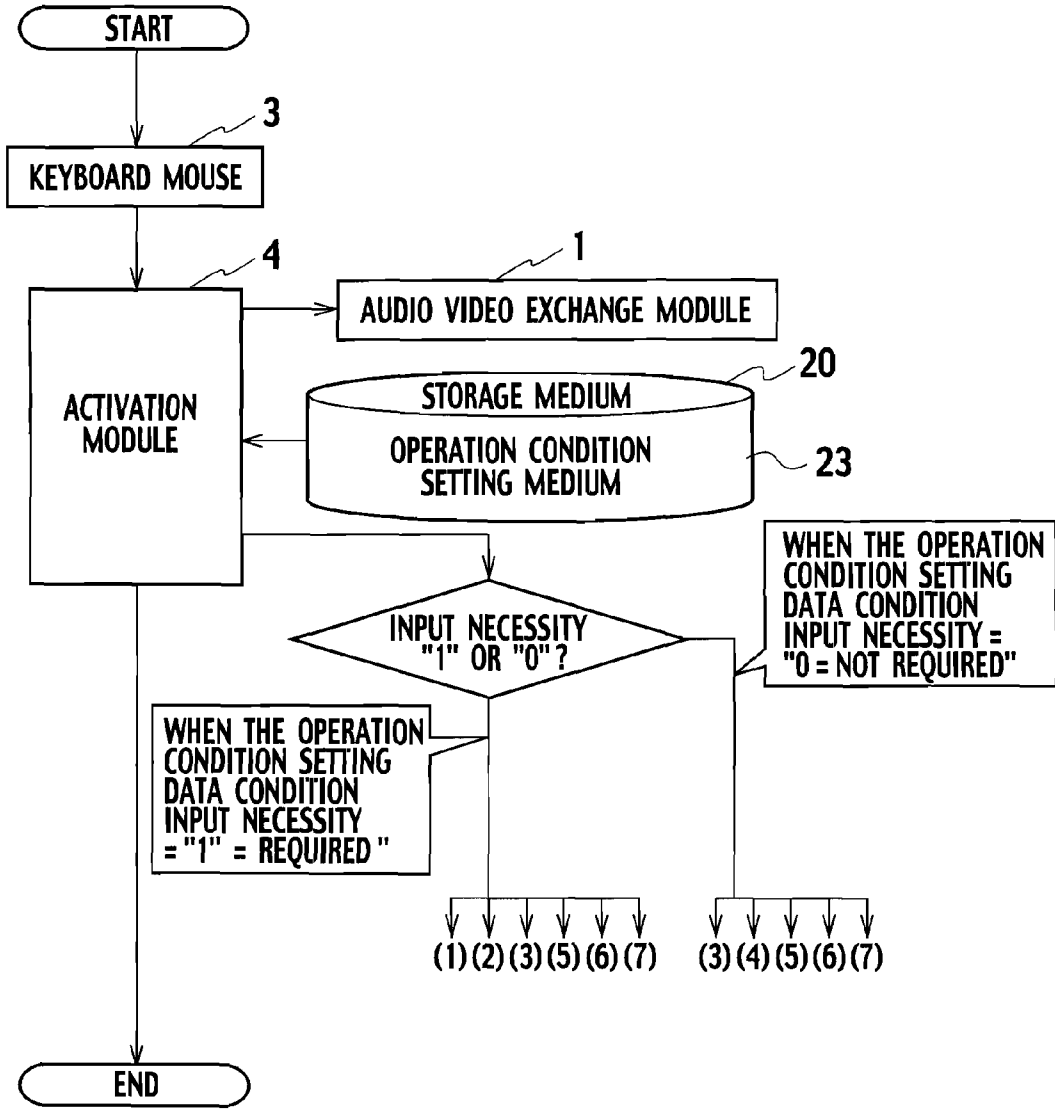 START
3
KEYBOARD MOUSE
4
1
AUDIO VIDEO EXCHANGE MODULE
ACTIVATION
MODULE
20
STORAGE MEDIUM
OPERATION CONDITION
SETTING MEDIUM
23
INPUT NECESSITY
"1" OR "0" ?
WHEN THE OPERATION
CONDITION SETTING
DATA CONDITION
INPUT NECESSITY =
"0 = NOT REQUIRED"
WHEN THE OPERATION
CONDITION SETTING
DATA CONDITION
INPUT NECESSITY
= "1" = REQUIRED "
(1) (2) (3) (5) (6) (7)
(3) (4) (5) (6) (7)
END